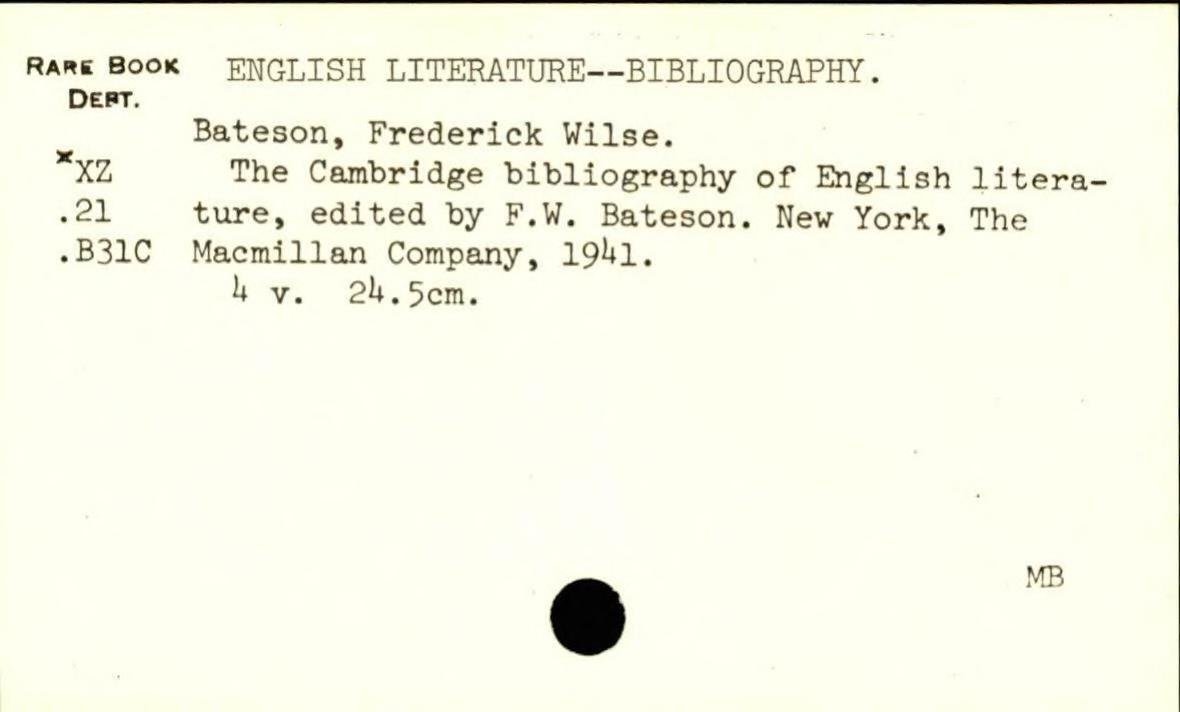 RARE BOOK ENGLISH LITERATURE--BIBLIOGRAPHY.
DEPT.
Bateson, Frederick Wilse.
*XZ The Cambridge bibliography of English litera-
.21 ture, edited by F.W. Bateson. New York, The
.B31C Macmillan Company, 1941.
4 v. 24.5cm.
MB